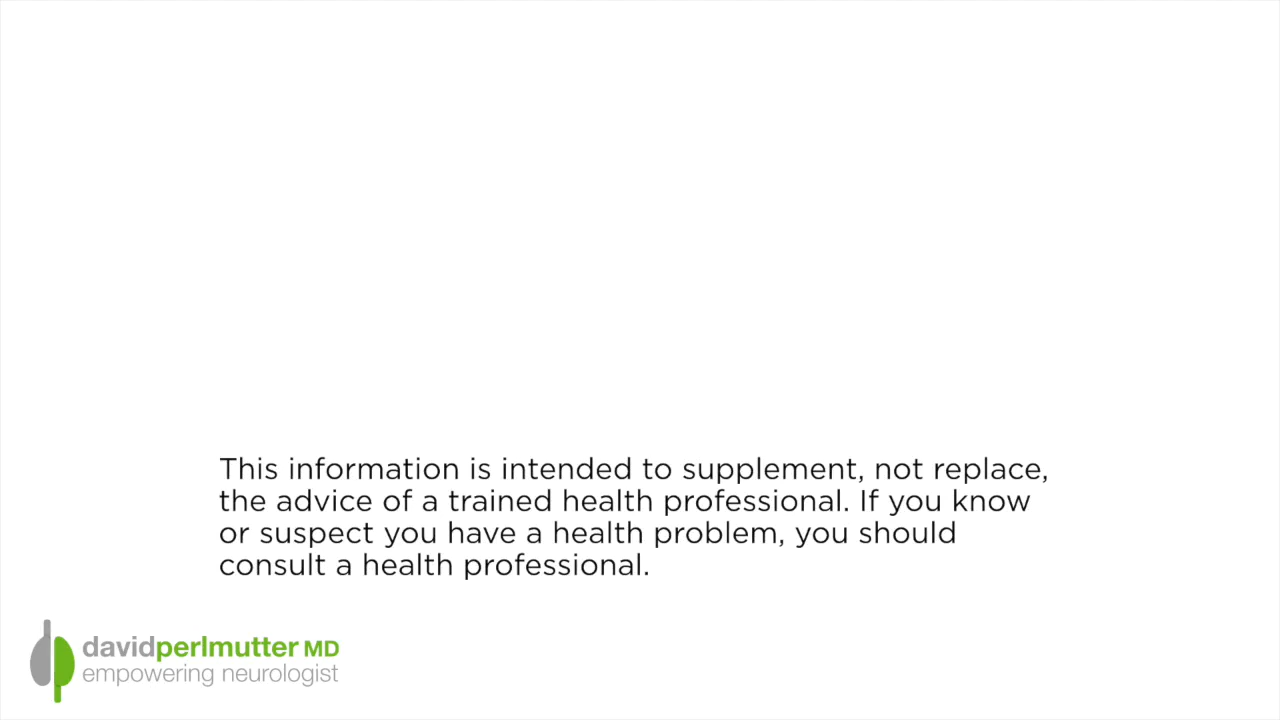 This information is intended to supplement, not replace,
the advice of a trained health professional. If you know
or suspect you have a health problem, you should
consult a health professional.
davidperlmutter MD
empowering neurologist